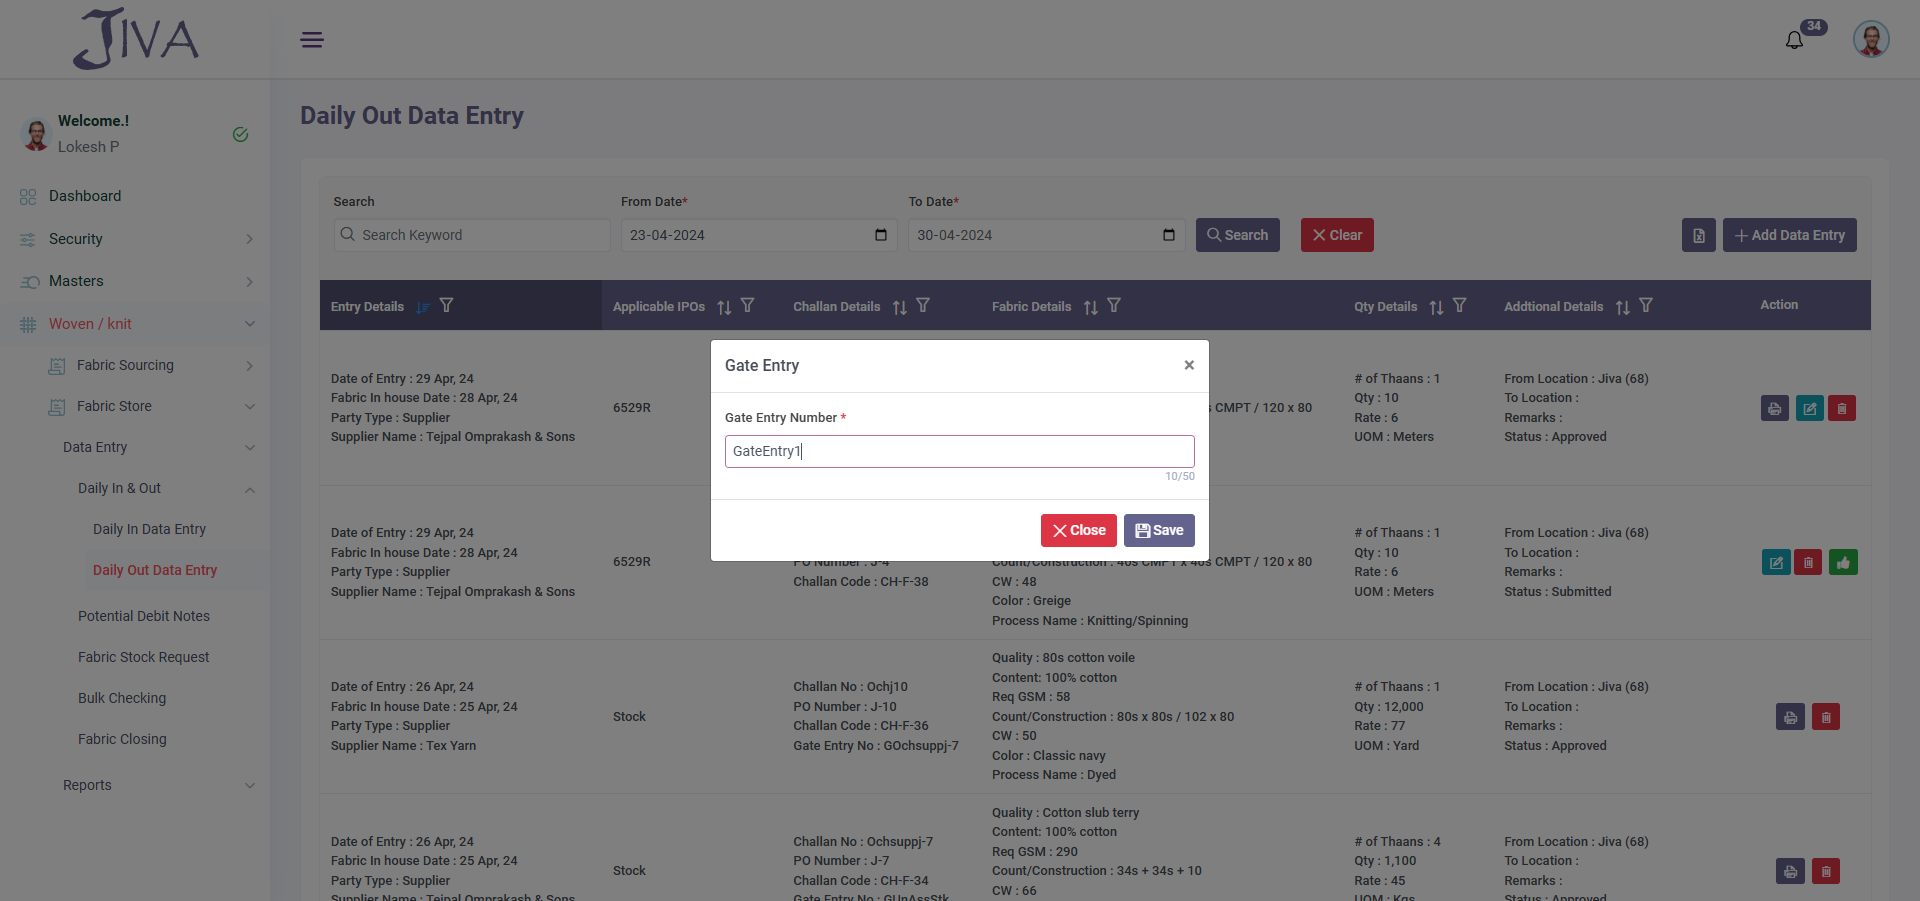 JIVA
34
Welcome.!
Lokesh P
Dashboard
Security
Masters
Woven / knit
Fabric Sourcing
Fabric Store
Data Entry
Daily In & Out
Daily In Data Entry
Daily Out Data Entry
Potential Debit Notes
Fabric Stock Request
Bulk Checking
Fabric Closing
Reports
Daily Out Data Entry
Search
From Date*
To Date*
Search Keyword
23-04-2024
30-04-2024
Search
Clear
Add Data Entry
Entry Details
Applicable IPOs
Challan Details
Fabric Details
Qty Details
Addtional Details
Action
Date of Entry : 29 Apr, 24
Fabric In house Date : 28 Apr, 24
Party Type : Supplier
Supplier Name : Tejpal Omprakash & Sons
6529R
CMPT / 120 x 80
# of Thaans : 1
Qty : 10
Rate : 6
UOM : Meters
From Location : Jiva (68)
To Location :
Remarks :
Status : Approved
Gate Entry
×
Gate Entry Number *
GateEntry1
10/50
Close
Save
Date of Entry : 29 Apr, 24
Fabric In house Date : 28 Apr, 24
Party Type : Supplier
Supplier Name : Tejpal Omprakash & Sons
6529R
PO Number : J-4
Challan Code : CH-F-38
Count/Construction : 40s CMPT x 40s CMPT / 120 x 80
CW : 48
Color : Greige
Process Name : Knitting/Spinning
# of Thaans : 1
Qty : 10
Rate : 6
UOM : Meters
From Location : Jiva (68)
To Location :
Remarks :
Status : Submitted
Date of Entry : 26 Apr, 24
Fabric In house Date : 25 Apr, 24
Party Type : Supplier
Supplier Name : Tex Yarn
Stock
Challan No : Ochj10
PO Number : J-10
Challan Code : CH-F-36
Gate Entry No : GOchsuppj-7
Quality : 80s cotton voile
Content: 100% cotton
Req GSM : 58
Count/Construction : 80s x 80s / 102 x 80
CW : 50
Color : Classic navy
Process Name : Dyed
# of Thaans : 1
Qty : 12,000
Rate : 77
UOM : Yard
From Location : Jiva (68)
To Location :
Remarks :
Status : Approved
Date of Entry : 26 Apr, 24
Fabric In house Date : 25 Apr, 24
Party Type : Supplier
Supplier Name : Tejpal Omprakash & Sons
Stock
Challan No : Ochsuppj-7
PO Number : J-7
Challan Code : CH-F-34
Gate Entry No : GUnAssStk
Quality : Cotton slub terry
Content: 100% cotton
Req GSM : 290
Count/Construction : 34s + 34s + 10
CW : 66
# of Thaans : 4
Qty : 1,100
Rate : 45
UOM : Kgs
From Location : Jiva (68)
To Location :
Remarks :
Status : Approved